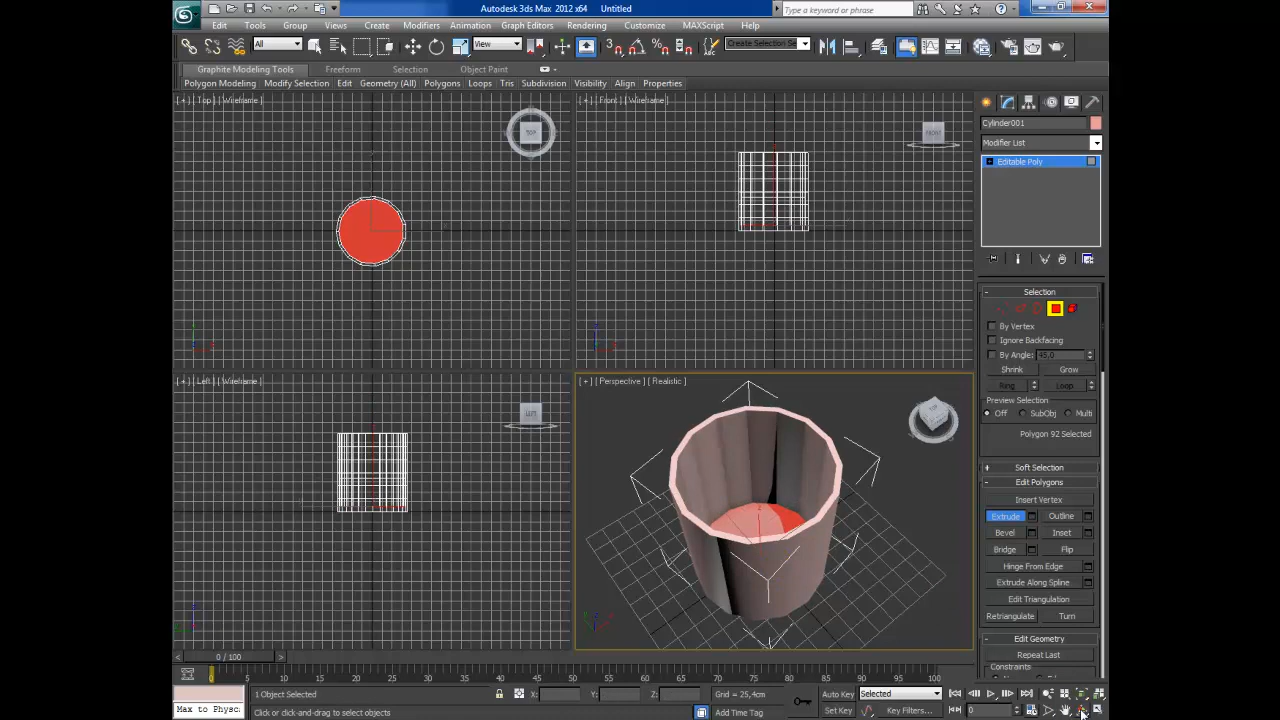 Autodesk 3ds Max 2012 x64 Untitled
Type a keyword or phrase
Edit Tools Group Views Create Modifiers Animation Graph Editors Rendering Customize MAXScript Help
All View Create Selection Se
Graphite Modeling Tools Freeform Selection Object Paint
Polygon Modeling Modify Selection Edit Geometry (All) Polygons Loops Tris Subdivision Visibility Align Properties
[ + ] [ Top ] [ Wireframe ]
TOP
[ + ] [ Front ] [ Wireframe ]
FRONT
[ + ] [ Left ] [ Wireframe ]
LEFT
[ + ] [ Perspective ] [ Realistic ]
Cylinder001
Modifier List
Editable Poly
Selection
By Vertex
Ignore Backfacing
By Angle: 45,0
Shrink Grow
Ring Loop
Preview Selection
Off SubObj Multi
Polygon 92 Selected
Soft Selection
Edit Polygons
Insert Vertex
Extrude Outline
Bevel Inset
Bridge Flip
Hinge From Edge
Extrude Along Spline
Edit Triangulation
Retriangulate Turn
Edit Geometry
Repeat Last
Constraints
0 / 100
0 5 10 15 20 25 30 35 40 45 50 55 60 65 70 75 80 85 90 95 100
1 Object Selected X: Y: Z: Grid = 25,4cm Auto Key Selected
Max to Physc Click or click-and-drag to select objects Add Time Tag Set Key Key Filters... 0